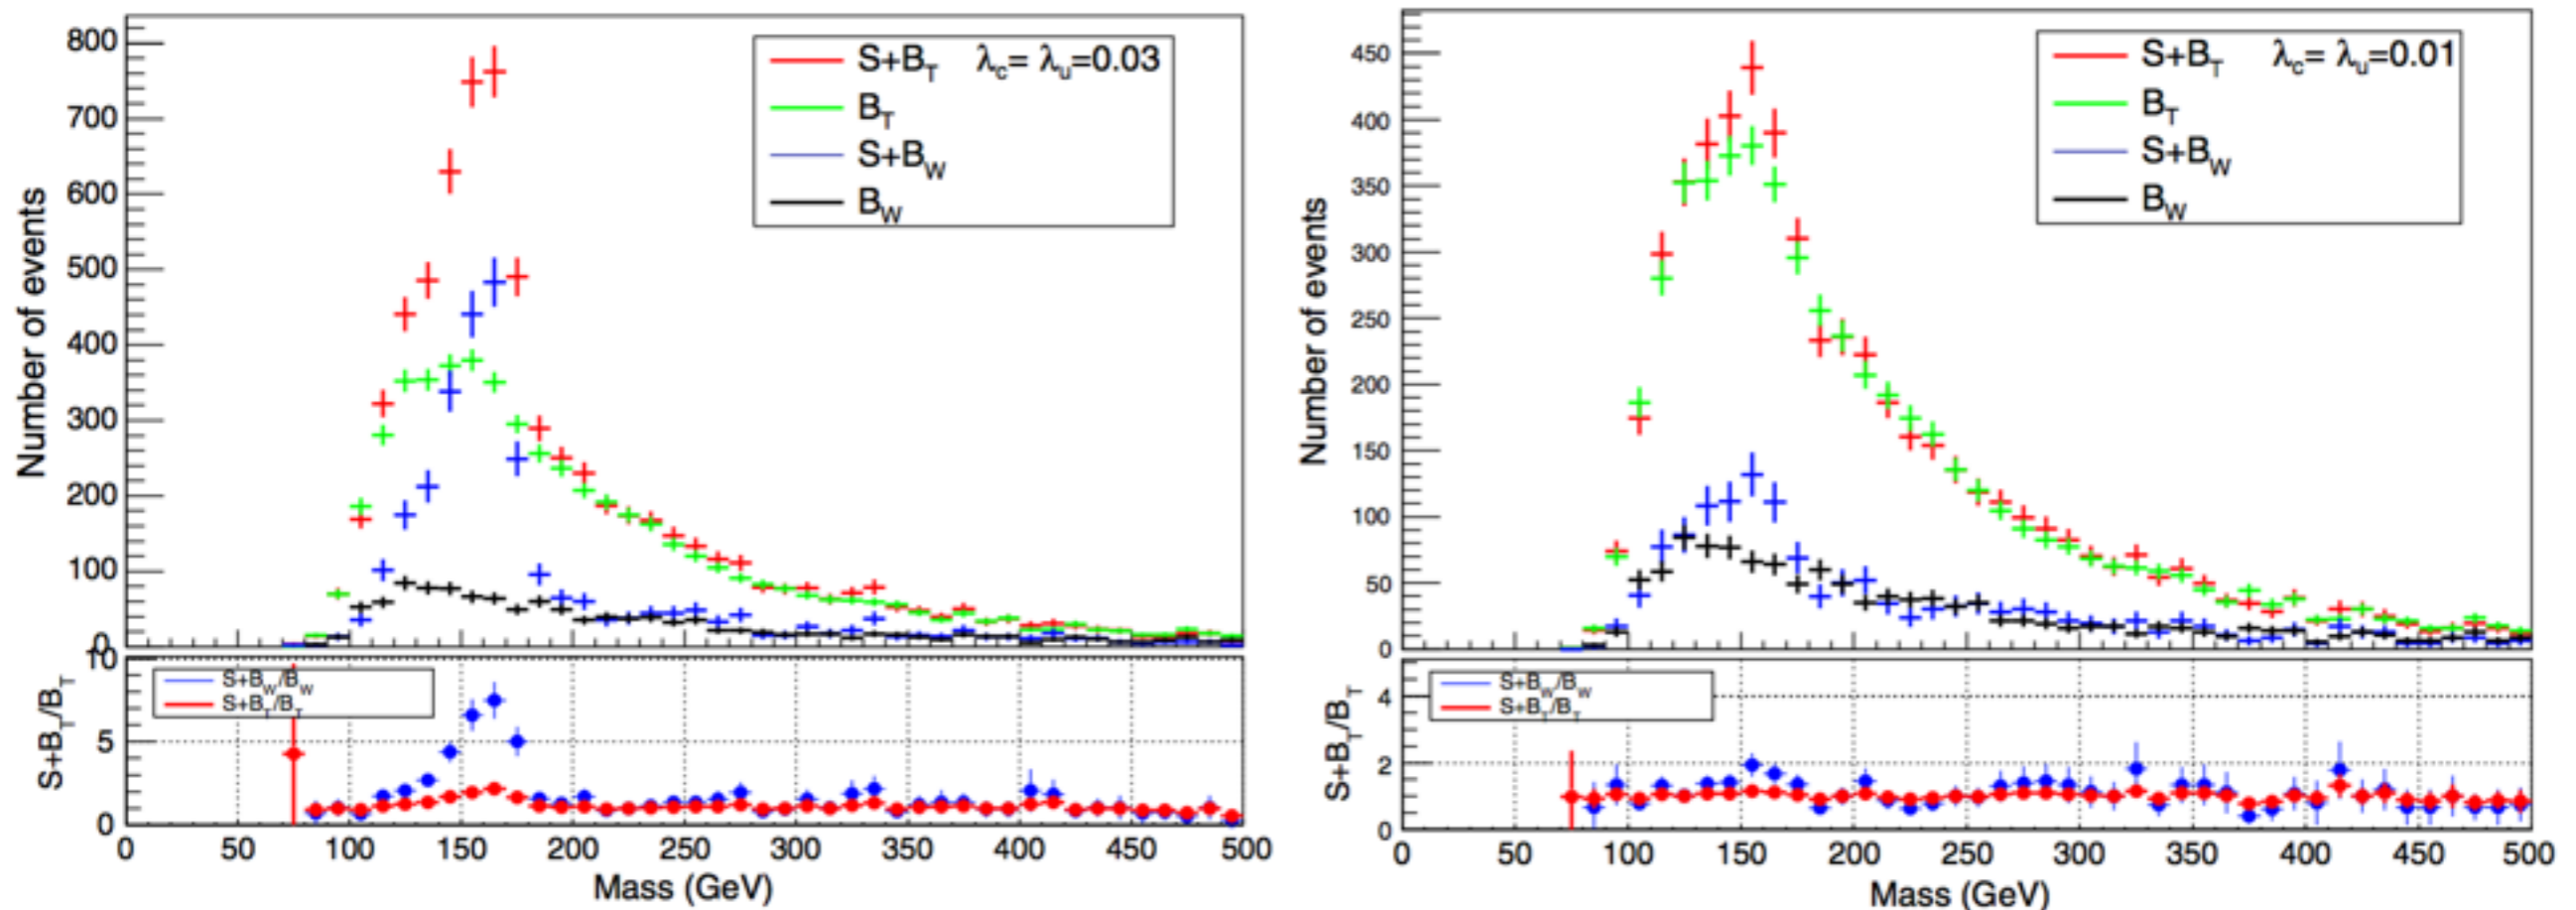 800
700
600
500
400
300
200
100
0
Number of events
S+B_T λ_c= λ_u=0.03
B_T
S+B_W
B_W
10
5
0
S+B_T/B_T
S+B_W/B_W
S+B_T/B_T
0 50 100 150 200 250 300 350 400 450 500
Mass (GeV)
450
400
350
300
250
200
150
100
50
0
Number of events
S+B_T λ_c= λ_u=0.01
B_T
S+B_W
B_W
4
2
0
S+B_T/B_T
S+B_W/B_W
S+B_T/B_T
0 50 100 150 200 250 300 350 400 450 500
Mass (GeV)